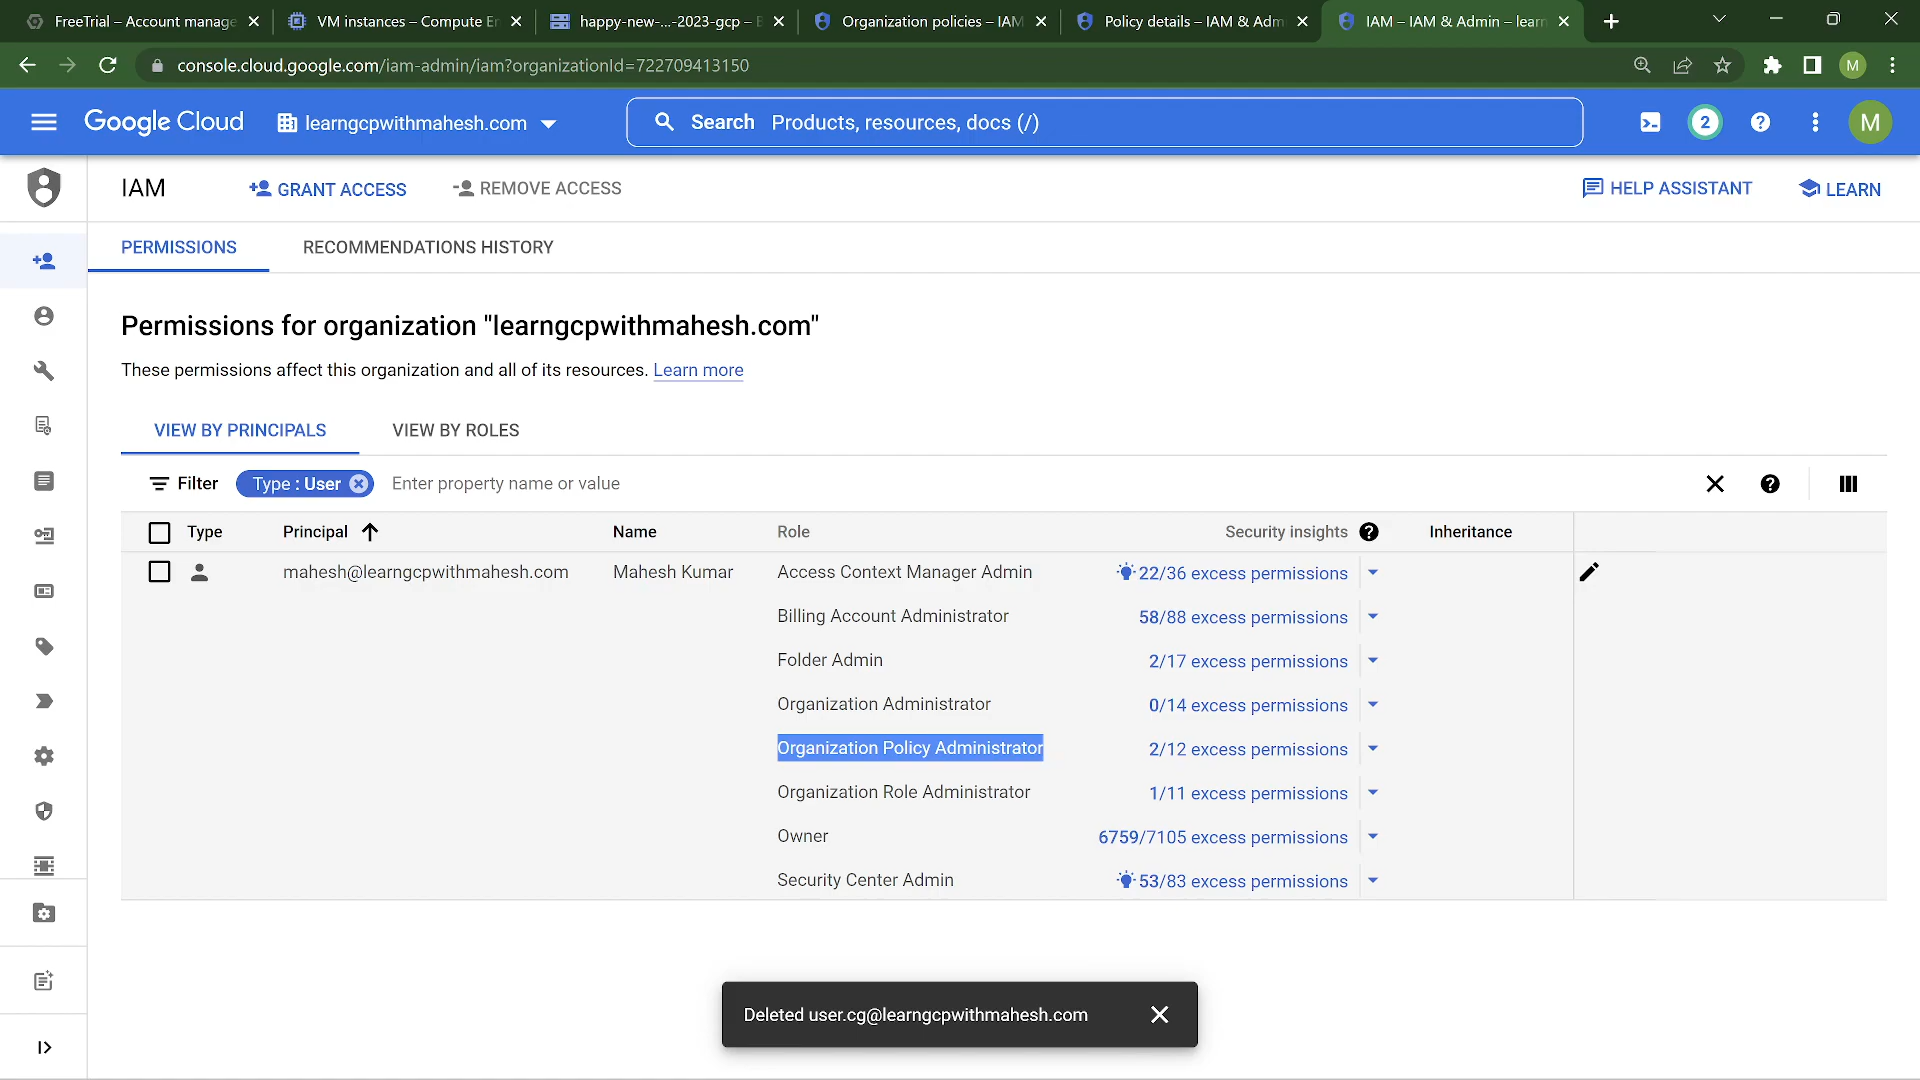 FreeTrial – Account manage
VM instances – Compute En
happy-new-...-2023-gcp – B
Organization policies – IAM
Policy details – IAM & Adm
IAM – IAM & Admin – learn
console.cloud.google.com/iam-admin/iam?organizationId=722709413150
M
Google Cloud
learngcpwithmahesh.com
Search Products, resources, docs (/)
2
M
IAM
GRANT ACCESS
REMOVE ACCESS
HELP ASSISTANT
LEARN
PERMISSIONS
RECOMMENDATIONS HISTORY
Permissions for organization "learngcpwithmahesh.com"
These permissions affect this organization and all of its resources. Learn more
VIEW BY PRINCIPALS
VIEW BY ROLES
Filter
Type : User
Enter property name or value
Type Principal Name Role Security insights Inheritance
mahesh@learngcpwithmahesh.com Mahesh Kumar Access Context Manager Admin 22/36 excess permissions
Billing Account Administrator 58/88 excess permissions
Folder Admin 2/17 excess permissions
Organization Administrator 0/14 excess permissions
Organization Policy Administrator 2/12 excess permissions
Organization Role Administrator 1/11 excess permissions
Owner 6759/7105 excess permissions
Security Center Admin 53/83 excess permissions
Deleted user.cg@learngcpwithmahesh.com